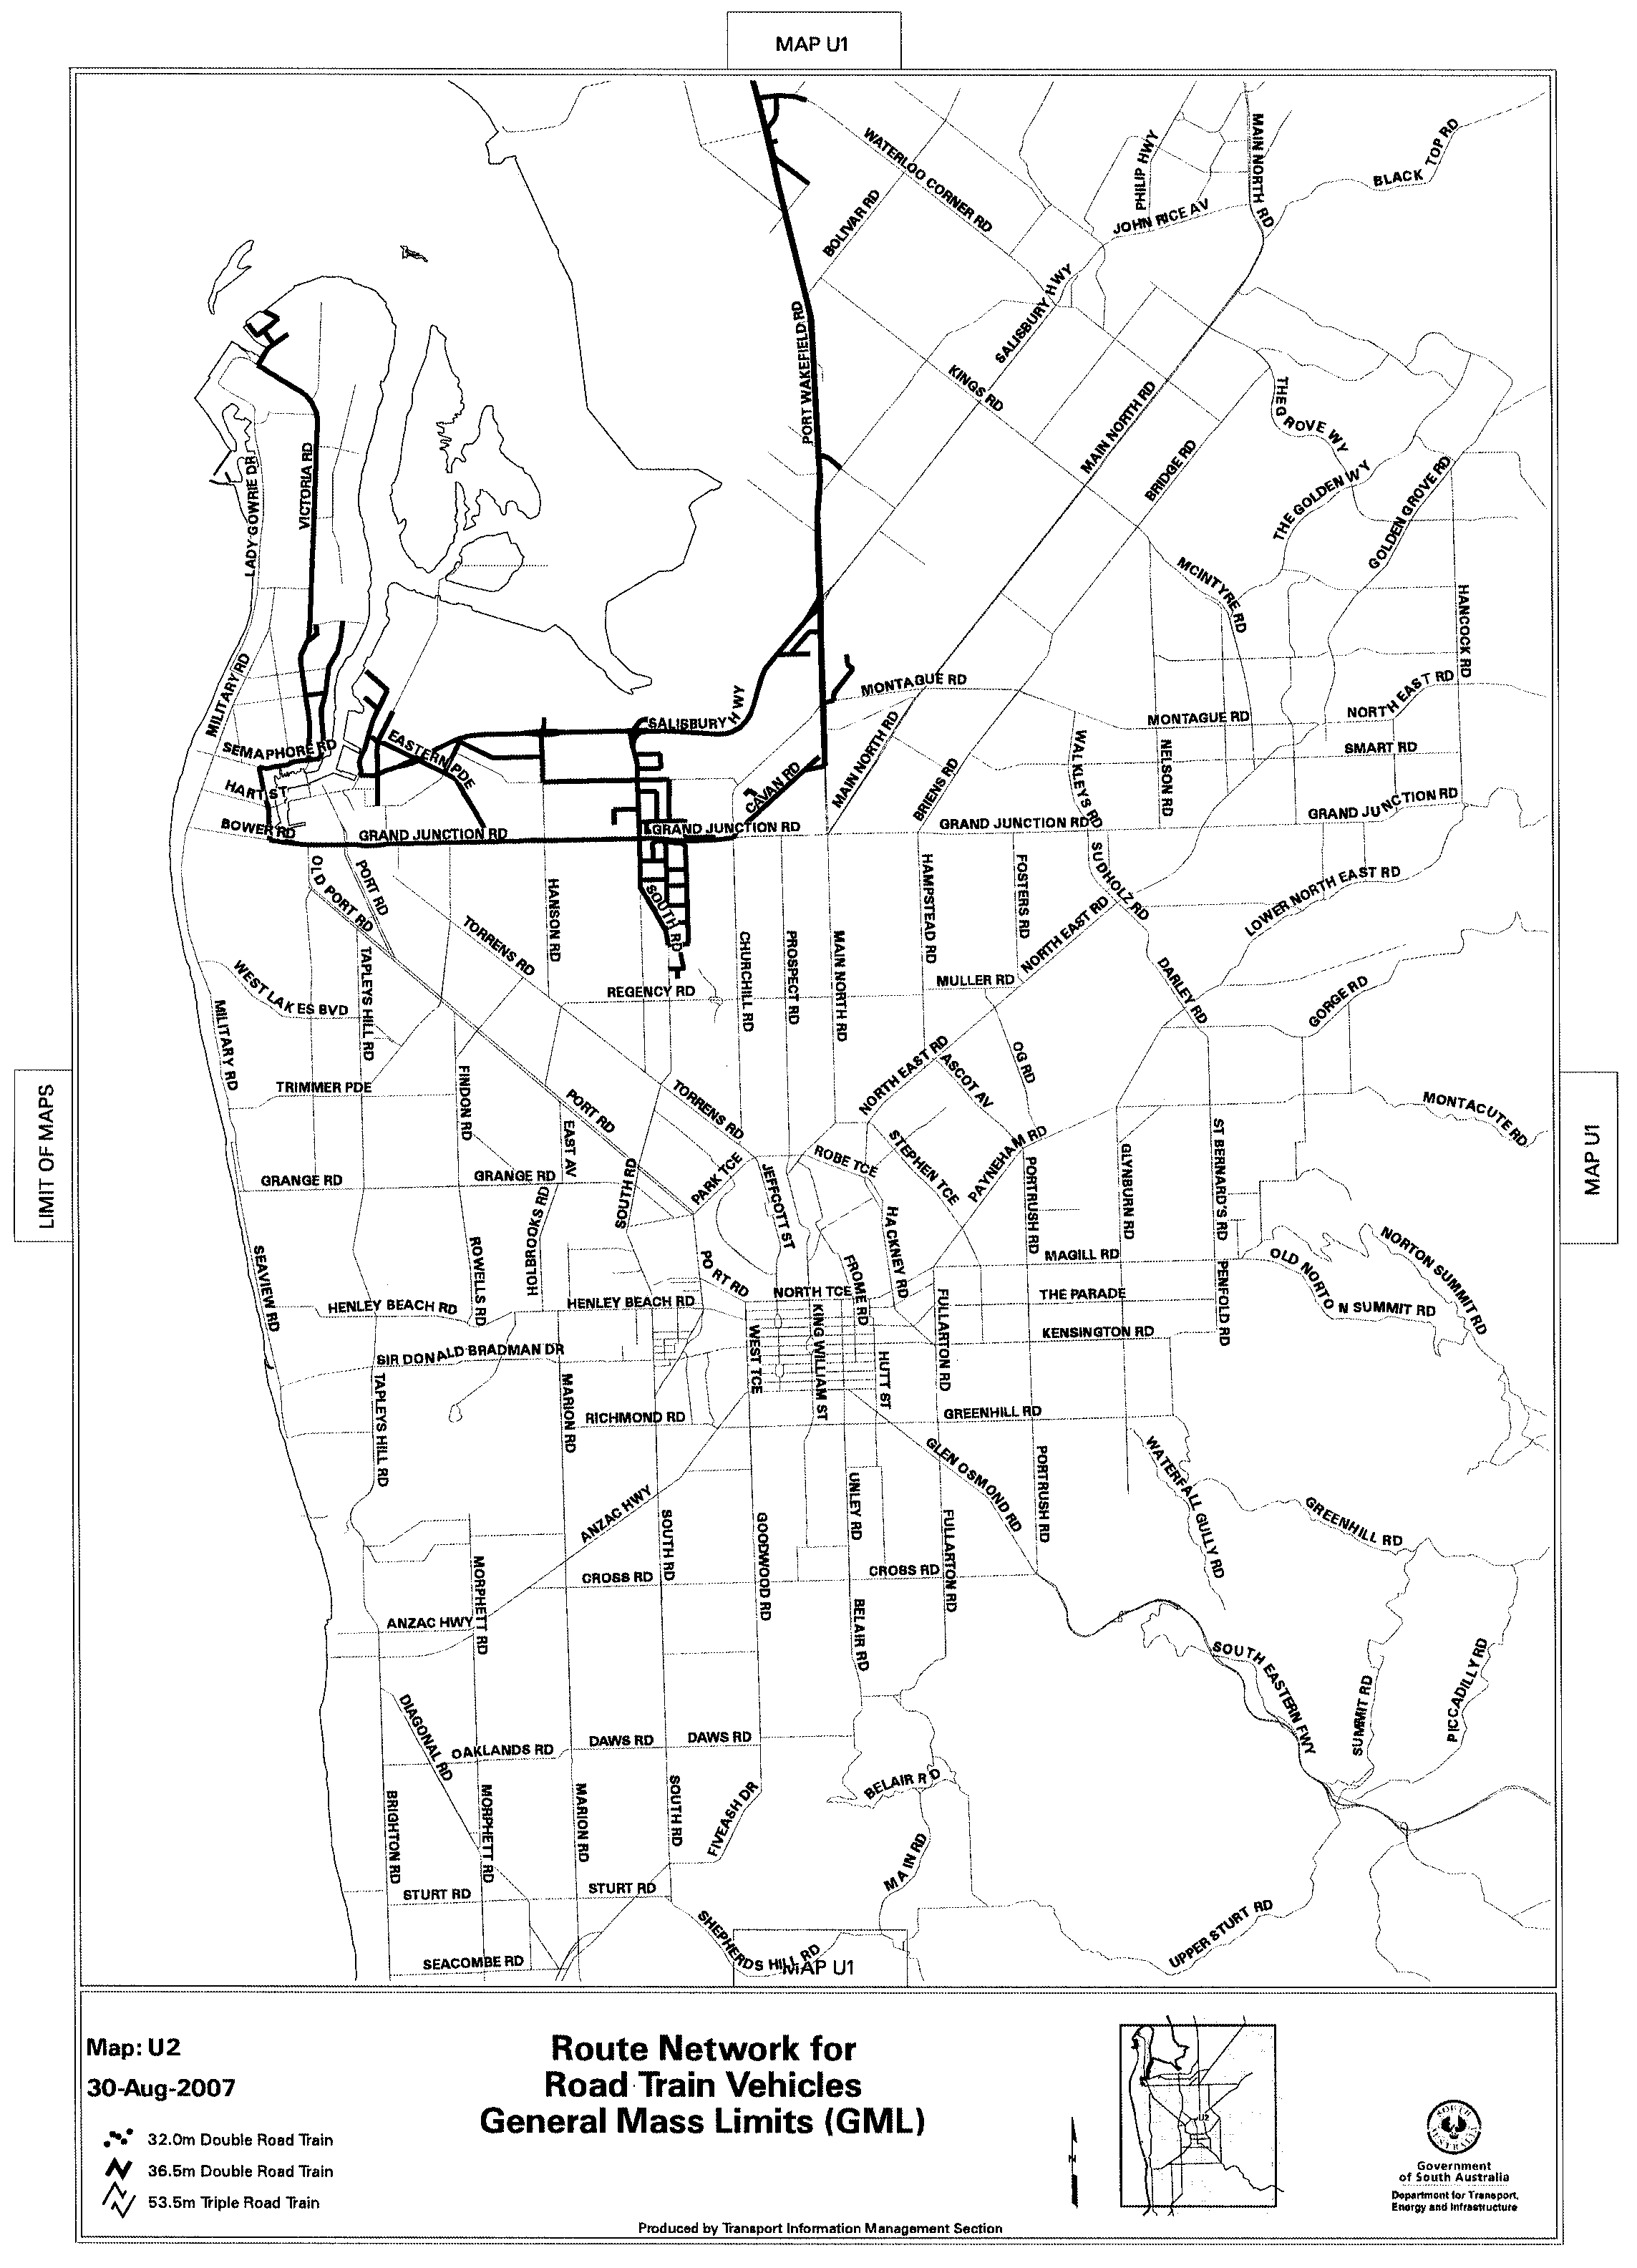 MAP U1
WATERLOO CORNER RD
BOLIVAR RD
PHILIP HWY
JOHN RICE AV
MAIN NORTH RD
BLACK TOP RD
PORT WAKEFIELD RD
SALISBURY HWY
KINGS RD
MAIN NORTH RD
BRIDGE RD
THE GROVE WY
THE GOLDEN WY
GOLDEN GROVE RD
LADY GOWRIE DR
VICTORIA RD
MCINTYRE RD
HANCOCK RD
MILITARY RD
MONTAGUE RD
NORTH EAST RD
SALISBURY HWY
MONTAGUE RD
SEMAPHORE RD
EASTERN PDE
MAIN NORTH RD
WALKLEYS RD
NELSON RD
SMART RD
HART ST
CAVAN RD
BRIENS RD
BOWER RD
GRAND JUNCTION RD
GRAND JUNCTION RD
GRAND JUNCTION RD
GRAND JUNCTION RD
OLD PORT RD
PORT RD
HANSON RD
SOUTH RD
HAMPSTEAD RD
FOSTERS RD
SUDHOLZ RD
LOWER NORTH EAST RD
TORRENS RD
CHURCHILL RD
PROSPECT RD
MAIN NORTH RD
NORTH EAST RD
WEST LAKES BVD
TAPLEYS HILL RD
REGENCY RD
MULLER RD
DARLEY RD
GORGE RD
MILITARY RD
TRIMMER PDE
FINDON RD
PORT RD
TORRENS RD
NORTH EAST RD
ASCOT AV
OG RD
MONTACUTE RD
LIMIT OF MAPS
MAP U1
EAST AV
GRANGE RD
GRANGE RD
SOUTH RD
PARK TCE
JEFFCOTT ST
ROBE TCE
STEPHEN TCE
PAYNEHAM RD
PORTRUSH RD
GLYNBURN RD
ST BERNARD'S RD
HOLBROOKS RD
HACKNEY RD
SEAVIEW RD
ROWELLS RD
PORT RD
FROME RD
MAGILL RD
OLD NORTON SUMMIT RD
NORTON SUMMIT RD
HENLEY BEACH RD
HENLEY BEACH RD
NORTH TCE
THE PARADE
PENFOLD RD
SIR DONALD BRADMAN DR
WEST TCE
KING WILLIAM ST
HUTT ST
FULLARTON RD
KENSINGTON RD
TAPLEYS HILL RD
MARION RD
RICHMOND RD
GREENHILL RD
GLEN OSMOND RD
PORTRUSH RD
WATERFALL GULLY RD
ANZAC HWY
SOUTH RD
GOODWOOD RD
UNLEY RD
FULLARTON RD
GREENHILL RD
MORPHETT RD
CROSS RD
CROSS RD
ANZAC HWY
BELAIR RD
SOUTH EASTERN FWY
SUMMIT RD
PICCADILLY RD
DIAGONAL RD
OAKLANDS RD
DAWS RD
DAWS RD
BRIGHTON RD
MORPHETT RD
MARION RD
SOUTH RD
FIVEASH DR
BELAIR RD
MAIN RD
STURT RD
STURT RD
SHEPHERDS HILL RD
UPPER STURT RD
SEACOMBE RD
MAP U1
Map: U2
30-Aug-2007
32.0m Double Road Train
36.5m Double Road Train
53.5m Triple Road Train
Route Network for
Road Train Vehicles
General Mass Limits (GML)
Produced by Transport Information Management Section
N
U2
SOUTH
AUSTRALIA
Government
of South Australia
Department for Transport,
Energy and Infrastructure